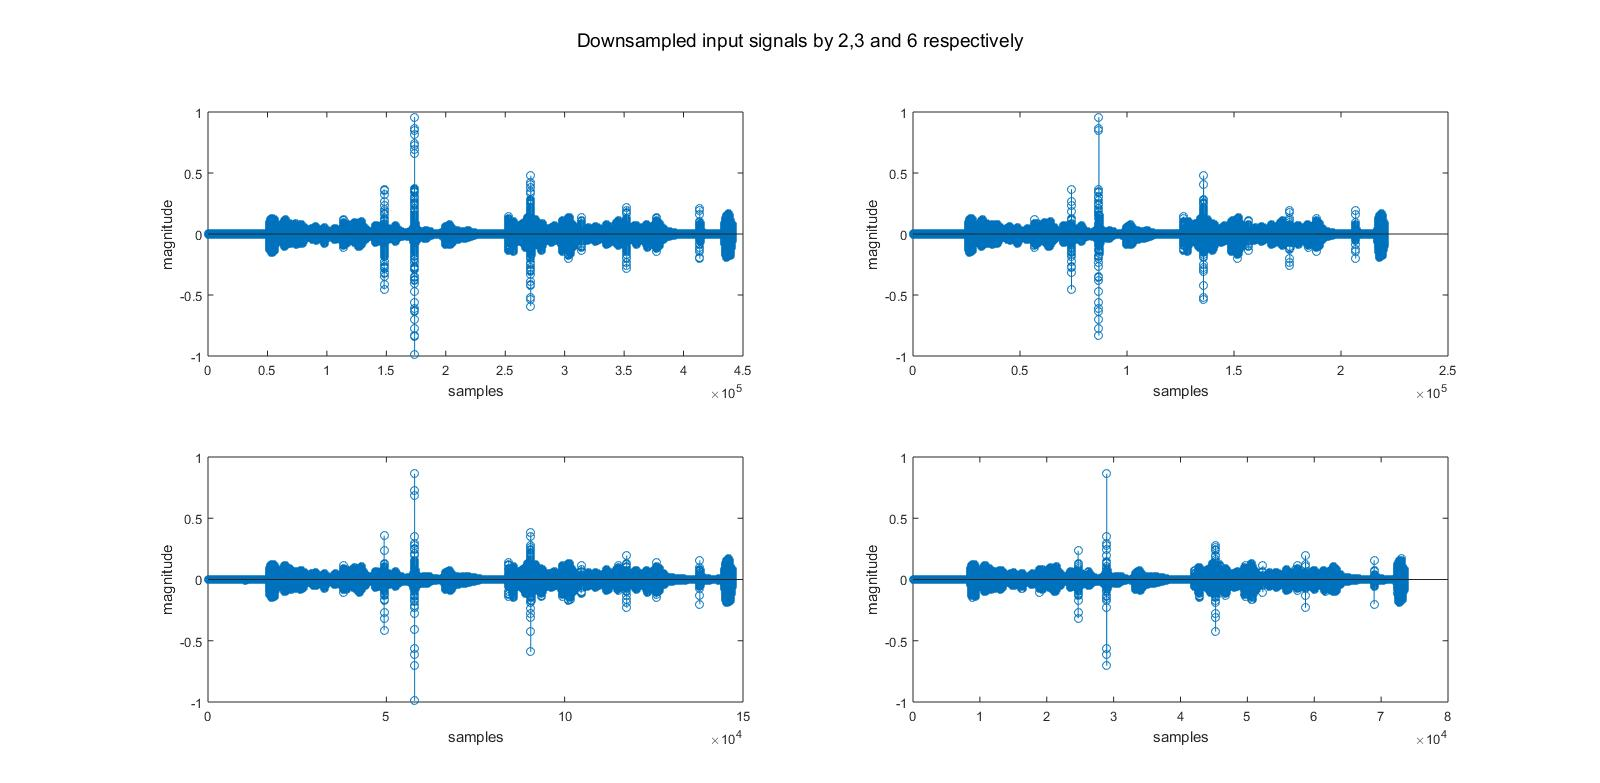 Downsampled input signals by 2,3 and 6 respectively
1
0.5
0
-0.5
-1
magnitude
0 0.5 1 1.5 2 2.5 3 3.5 4 4.5
samples
×10^5
1
0.5
0
-0.5
-1
magnitude
0 0.5 1 1.5 2 2.5
samples
×10^5
1
0.5
0
-0.5
-1
magnitude
0 5 10 15
samples
×10^4
1
0.5
0
-0.5
-1
magnitude
0 1 2 3 4 5 6 7 8
samples
×10^4